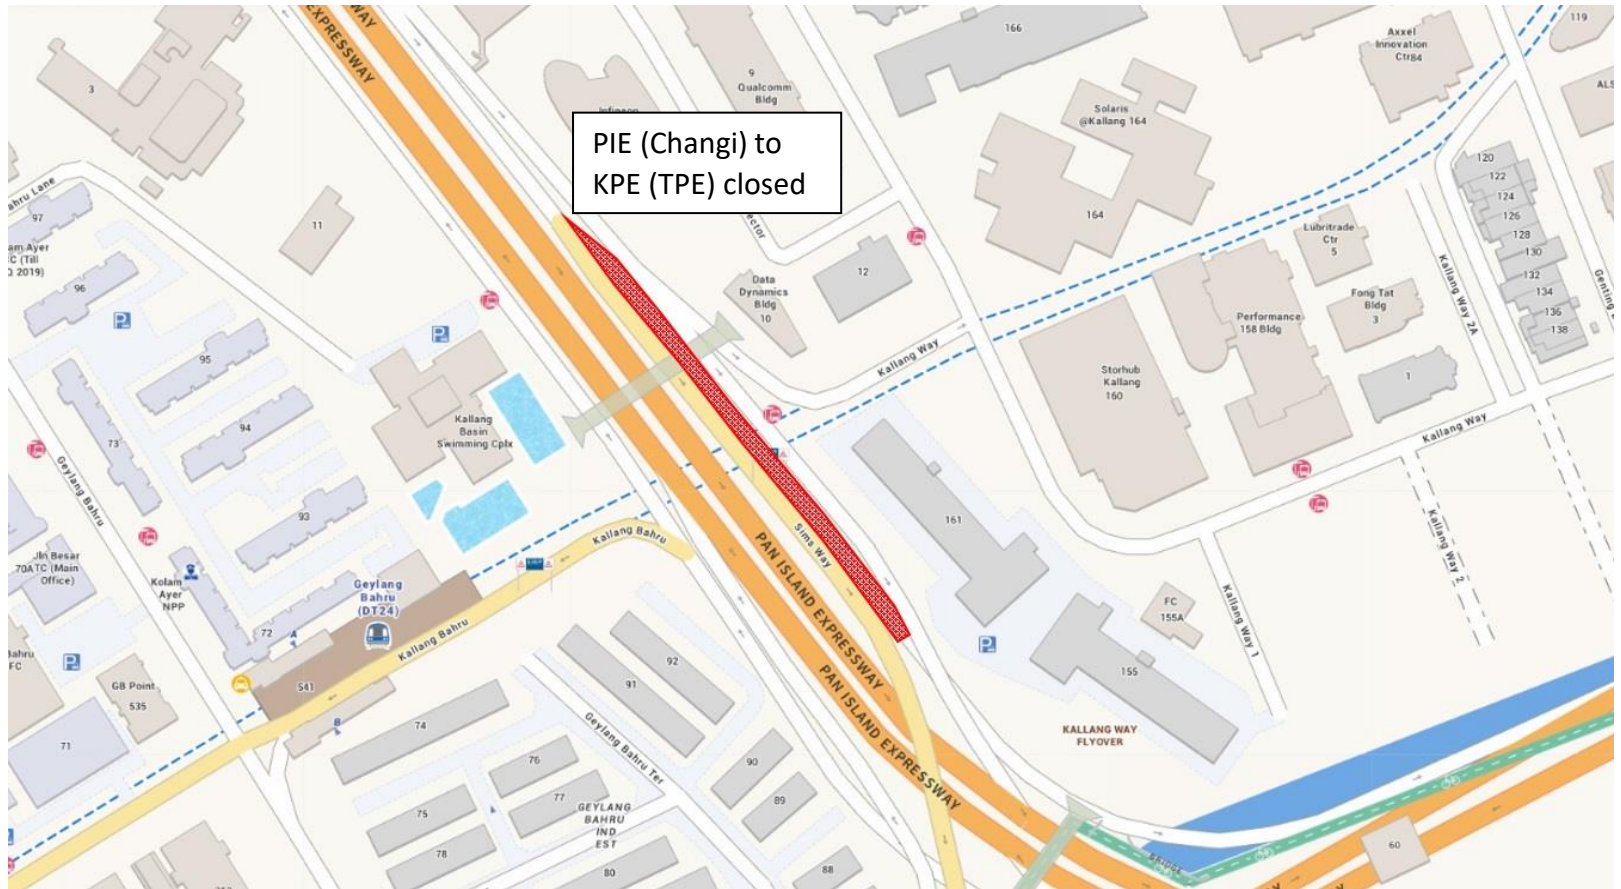 WAY
EXPRESSWAY
119
166
Axxel
Innovation
Ctr84
9
Qualcomm
Bldg
3
ALS
Solaris
@Kallang 164
PIE (Changi) to
KPE (TPE) closed
120
122
124
126
128
130
132
134
136
138
97
11
164
Lubritrade
Ctr
5
12
Data
Dynamics
Bldg
10
Kallang Way 2A
96
Fong Tat
Bldg
3
Performance
158 Bldg
Kallang Way
95
Storhub
Kallang
160
1
94
Kallang
Basin
Swimming Cplx
73
Kallang Way
Geylang Bahru
93
161
Sims Way
Kallang Bahru
PAN ISLAND EXPRESSWAY
Kallang Way 2
Jln Besar
70A TC (Main
Office)
Kolam
Ayer
NPP
Geylang
Bahru
(DT24)
FC
155A
Kallang Way 1
72
A
Kallang Bahru
92
91
155
GB Point
535
541
B
PAN ISLAND EXPRESSWAY
74
71
KALLANG WAY
FLYOVER
Geylang Bahru Ter
76
90
77
89
75
GEYLANG
BAHRU
IND
EST
78
80
88
60
BRIDGE